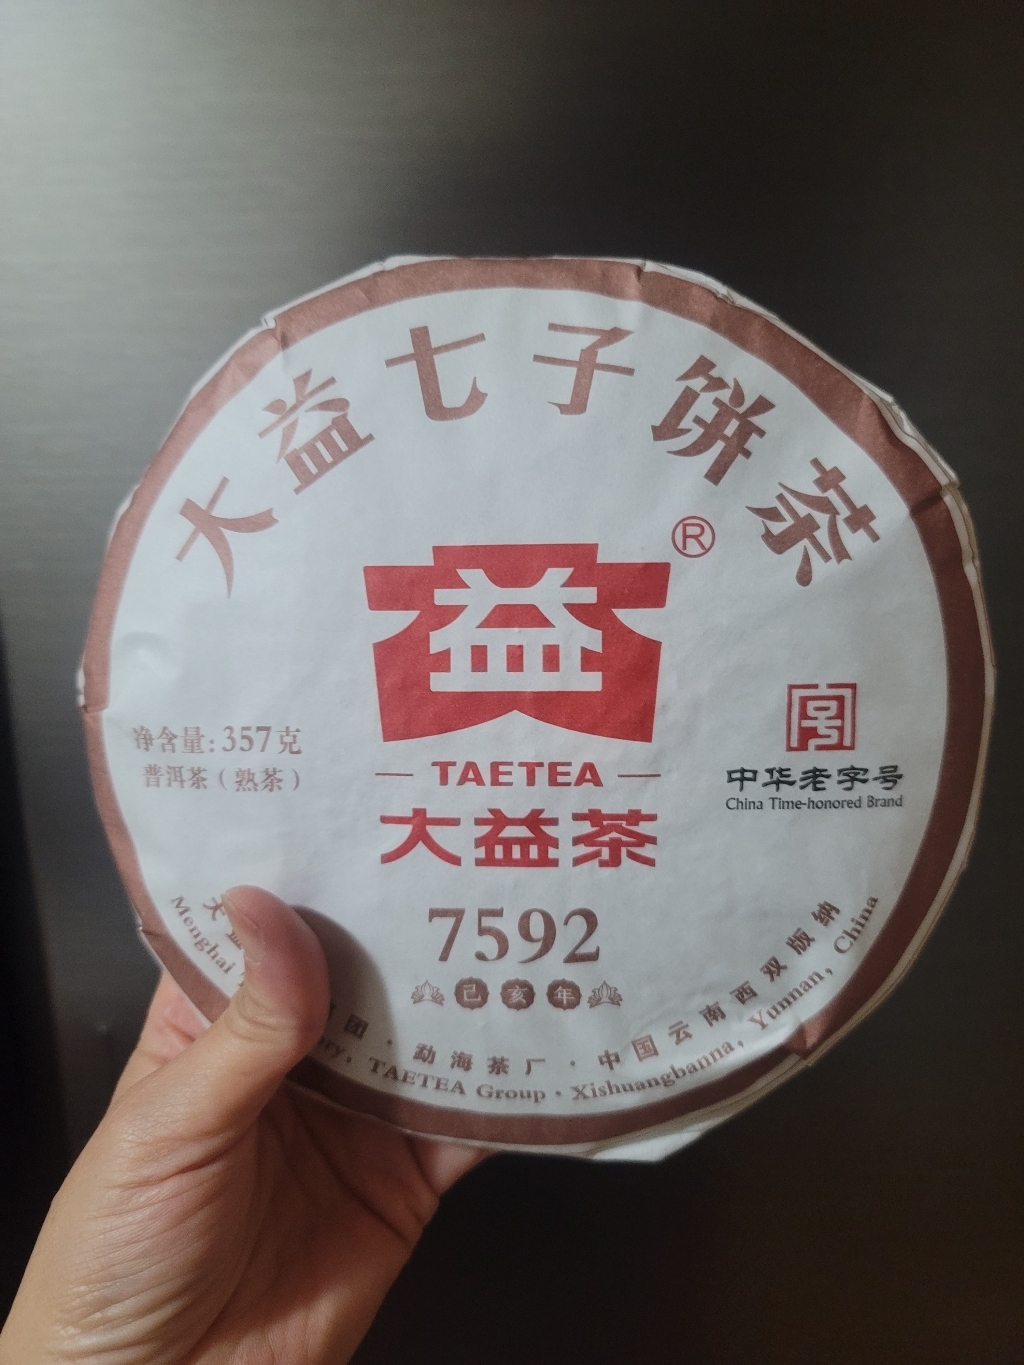 大益七子饼茶
益
®
净含量:357克
普洱茶(熟茶)
TAETEA
大益茶
中华老字号
China Time-honored Brand
7592
己亥年
大益 团·勐海茶厂·中国云南西双版纳
Menghai TAETEA Group·Xishuangbanna, Yunnan, China